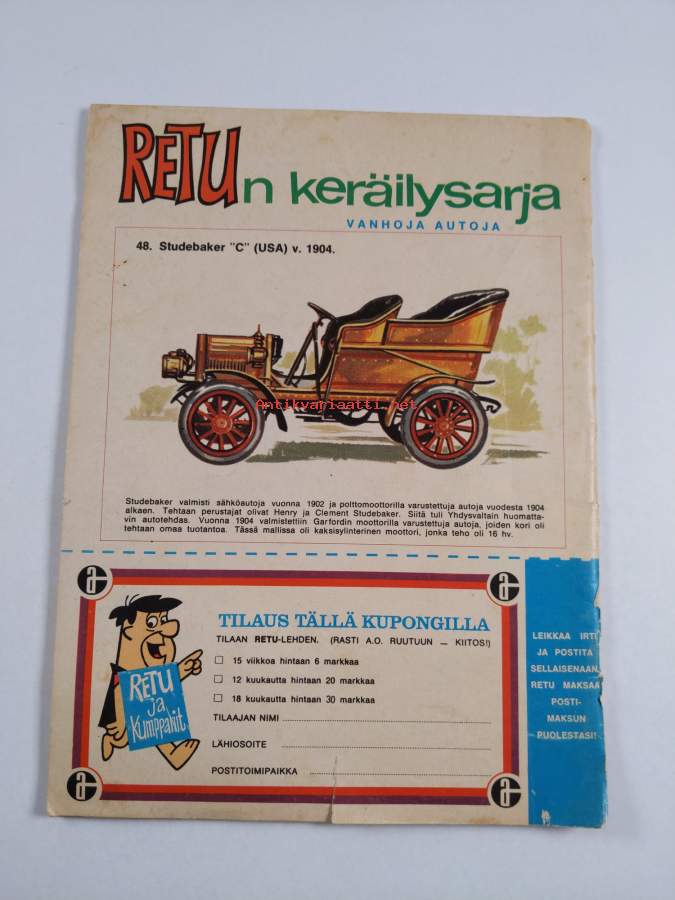 RETUn keräilysarja
VANHOJA AUTOJA
48. Studebaker "C" (USA) v. 1904.
Antikvariaatti.net
Studebaker valmisti sähköautoja vuonna 1902 ja polttomoottorilla varustettuja autoja vuodesta 1904
alkaen. Tehtaan perustajat olivat Henry ja Clement Studebaker. Siitä tuli Yhdysvaltain huomatta-
vin autotehdas. Vuonna 1904 valmistettiin Garfordin moottorilla varustettuja autoja, joiden kori oli
tehtaan omaa tuotantoa. Tässä mallissa oli kaksisylinterinen moottori, jonka teho oli 16 hv.
a
a
TILAUS TÄLLÄ KUPONGILLA
TILAAN RETU-LEHDEN. (RASTI A.O. RUUTUUN — KIITOS!)
15 viikkoa hintaan 6 markkaa
12 kuukautta hintaan 20 markkaa
18 kuukautta hintaan 30 markkaa
TILAAJAN NIMI
LÄHIOSOITE
POSTITOIMIPAIKKA
RETU
ja
Kumppanit
a
a
LEIKKAA IRTI
JA POSTITA
SELLAISENAAN.
RETU MAKSAA
POSTI-
MAKSUN
PUOLESTASI!